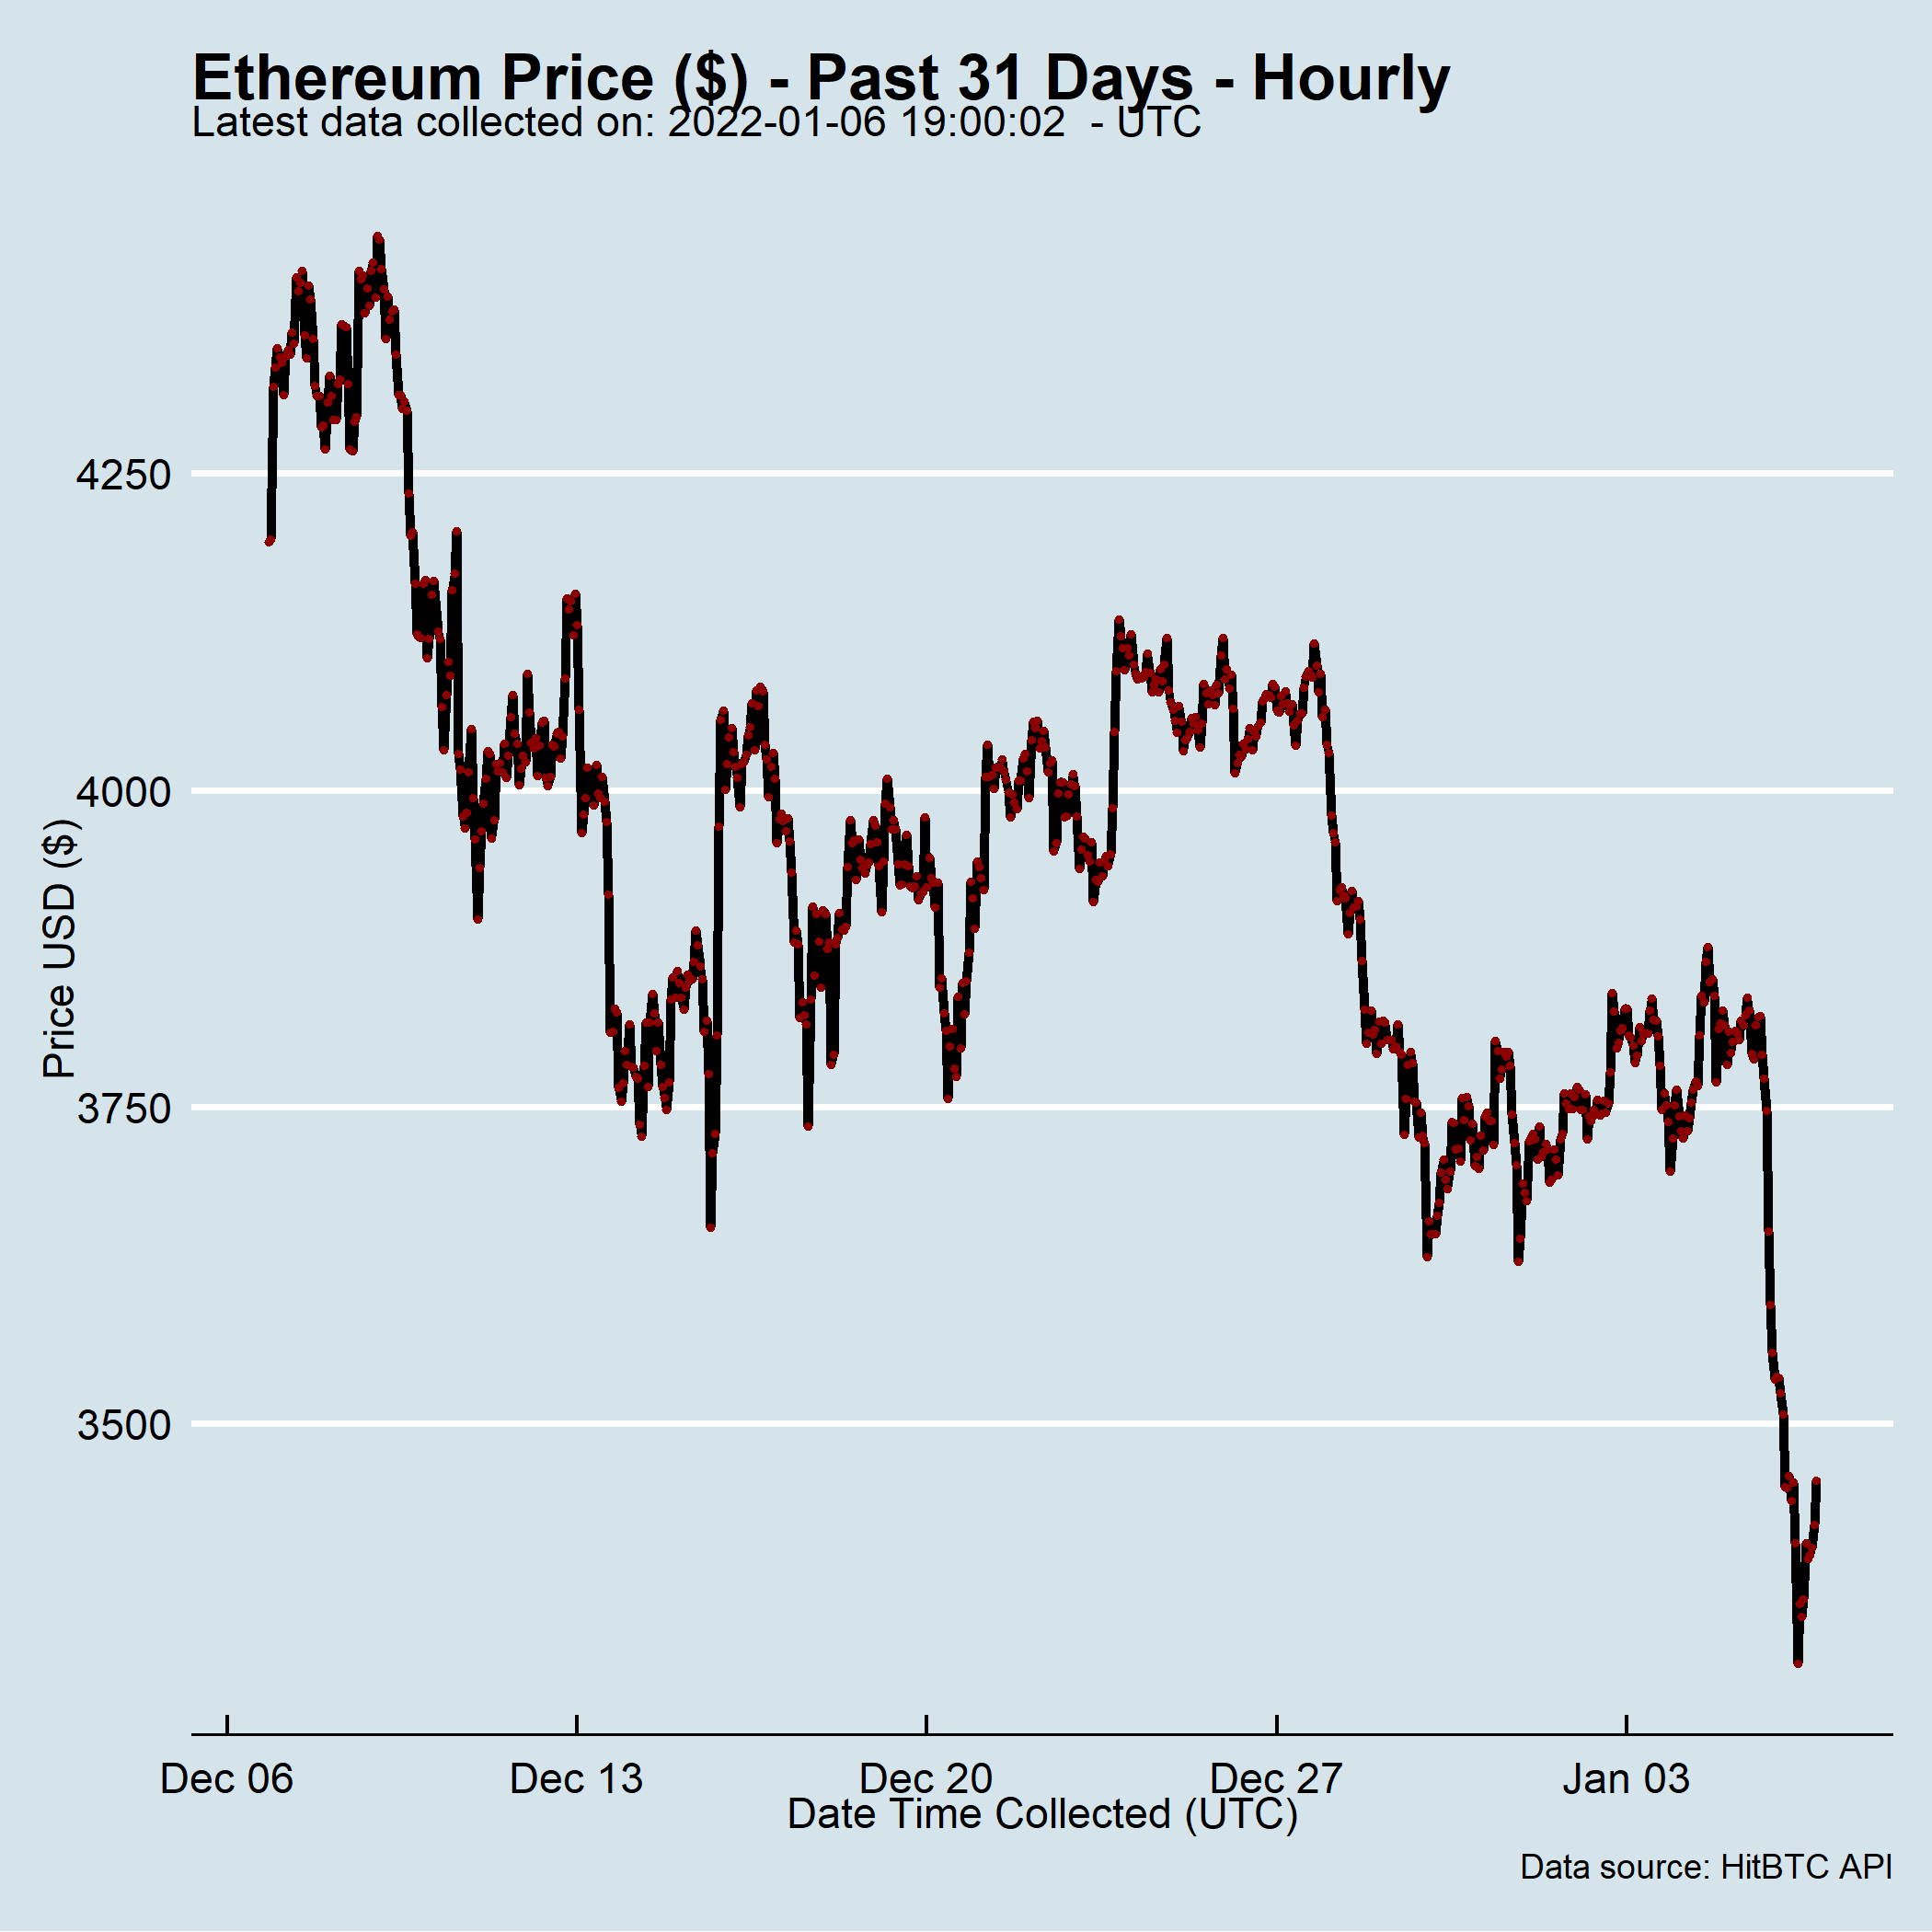 Ethereum Price ($) - Past 31 Days - Hourly
Latest data collected on: 2022-01-06 19:00:02  - UTC
Price USD ($)
4250
4000
3750
3500
Dec 06 Dec 13 Dec 20 Dec 27 Jan 03
Date Time Collected (UTC)
Data source: HitBTC API